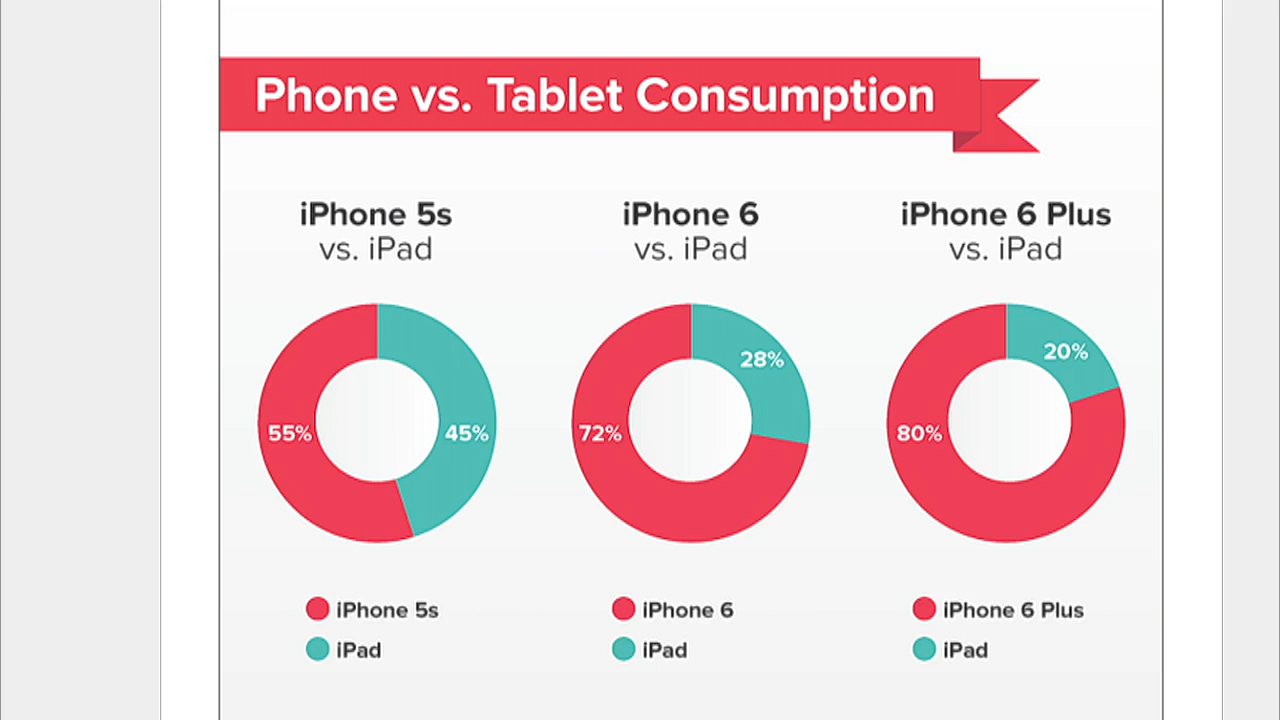 Phone vs. Tablet Consumption
iPhone 5s
vs. iPad
55%
45%
iPhone 5s
iPad
iPhone 6
vs. iPad
28%
72%
iPhone 6
iPad
iPhone 6 Plus
vs. iPad
20%
80%
iPhone 6 Plus
iPad